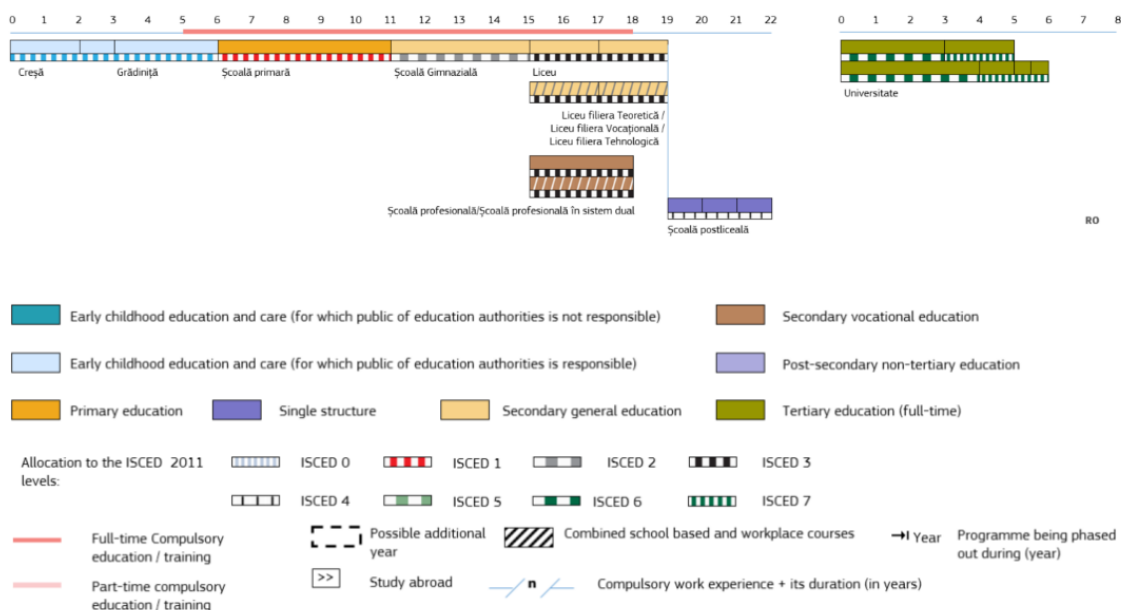 0 1 2 3 4 5 6 7 8 9 10 11 12 13 14 15 16 17 18 19 20 21 22 0 1 2 3 4 5 6 7 8
Creșă Grădiniță Școală primară Școală Gimnazială Liceu
Universitate
Liceu filiera Teoretică /
Liceu filiera Vocațională /
Liceu filiera Tehnologică
Școală profesională/Școală profesională în sistem dual
Școală postliceală
RO
Early childhood education and care (for which public of education authorities is not responsible) Secondary vocational education
Early childhood education and care (for which public of education authorities is responsible) Post-secondary non-tertiary education
Primary education Single structure Secondary general education Tertiary education (full-time)
Allocation to the ISCED 2011
levels:
ISCED 0 ISCED 1 ISCED 2 ISCED 3
ISCED 4 ISCED 5 ISCED 6 ISCED 7
Full-time Compulsory
education / training
Possible additional
year
Combined school based and workplace courses
Year Programme being phased
out during (year)
Part-time compulsory
education / training
>> Study abroad
n Compulsory work experience + its duration (in years)